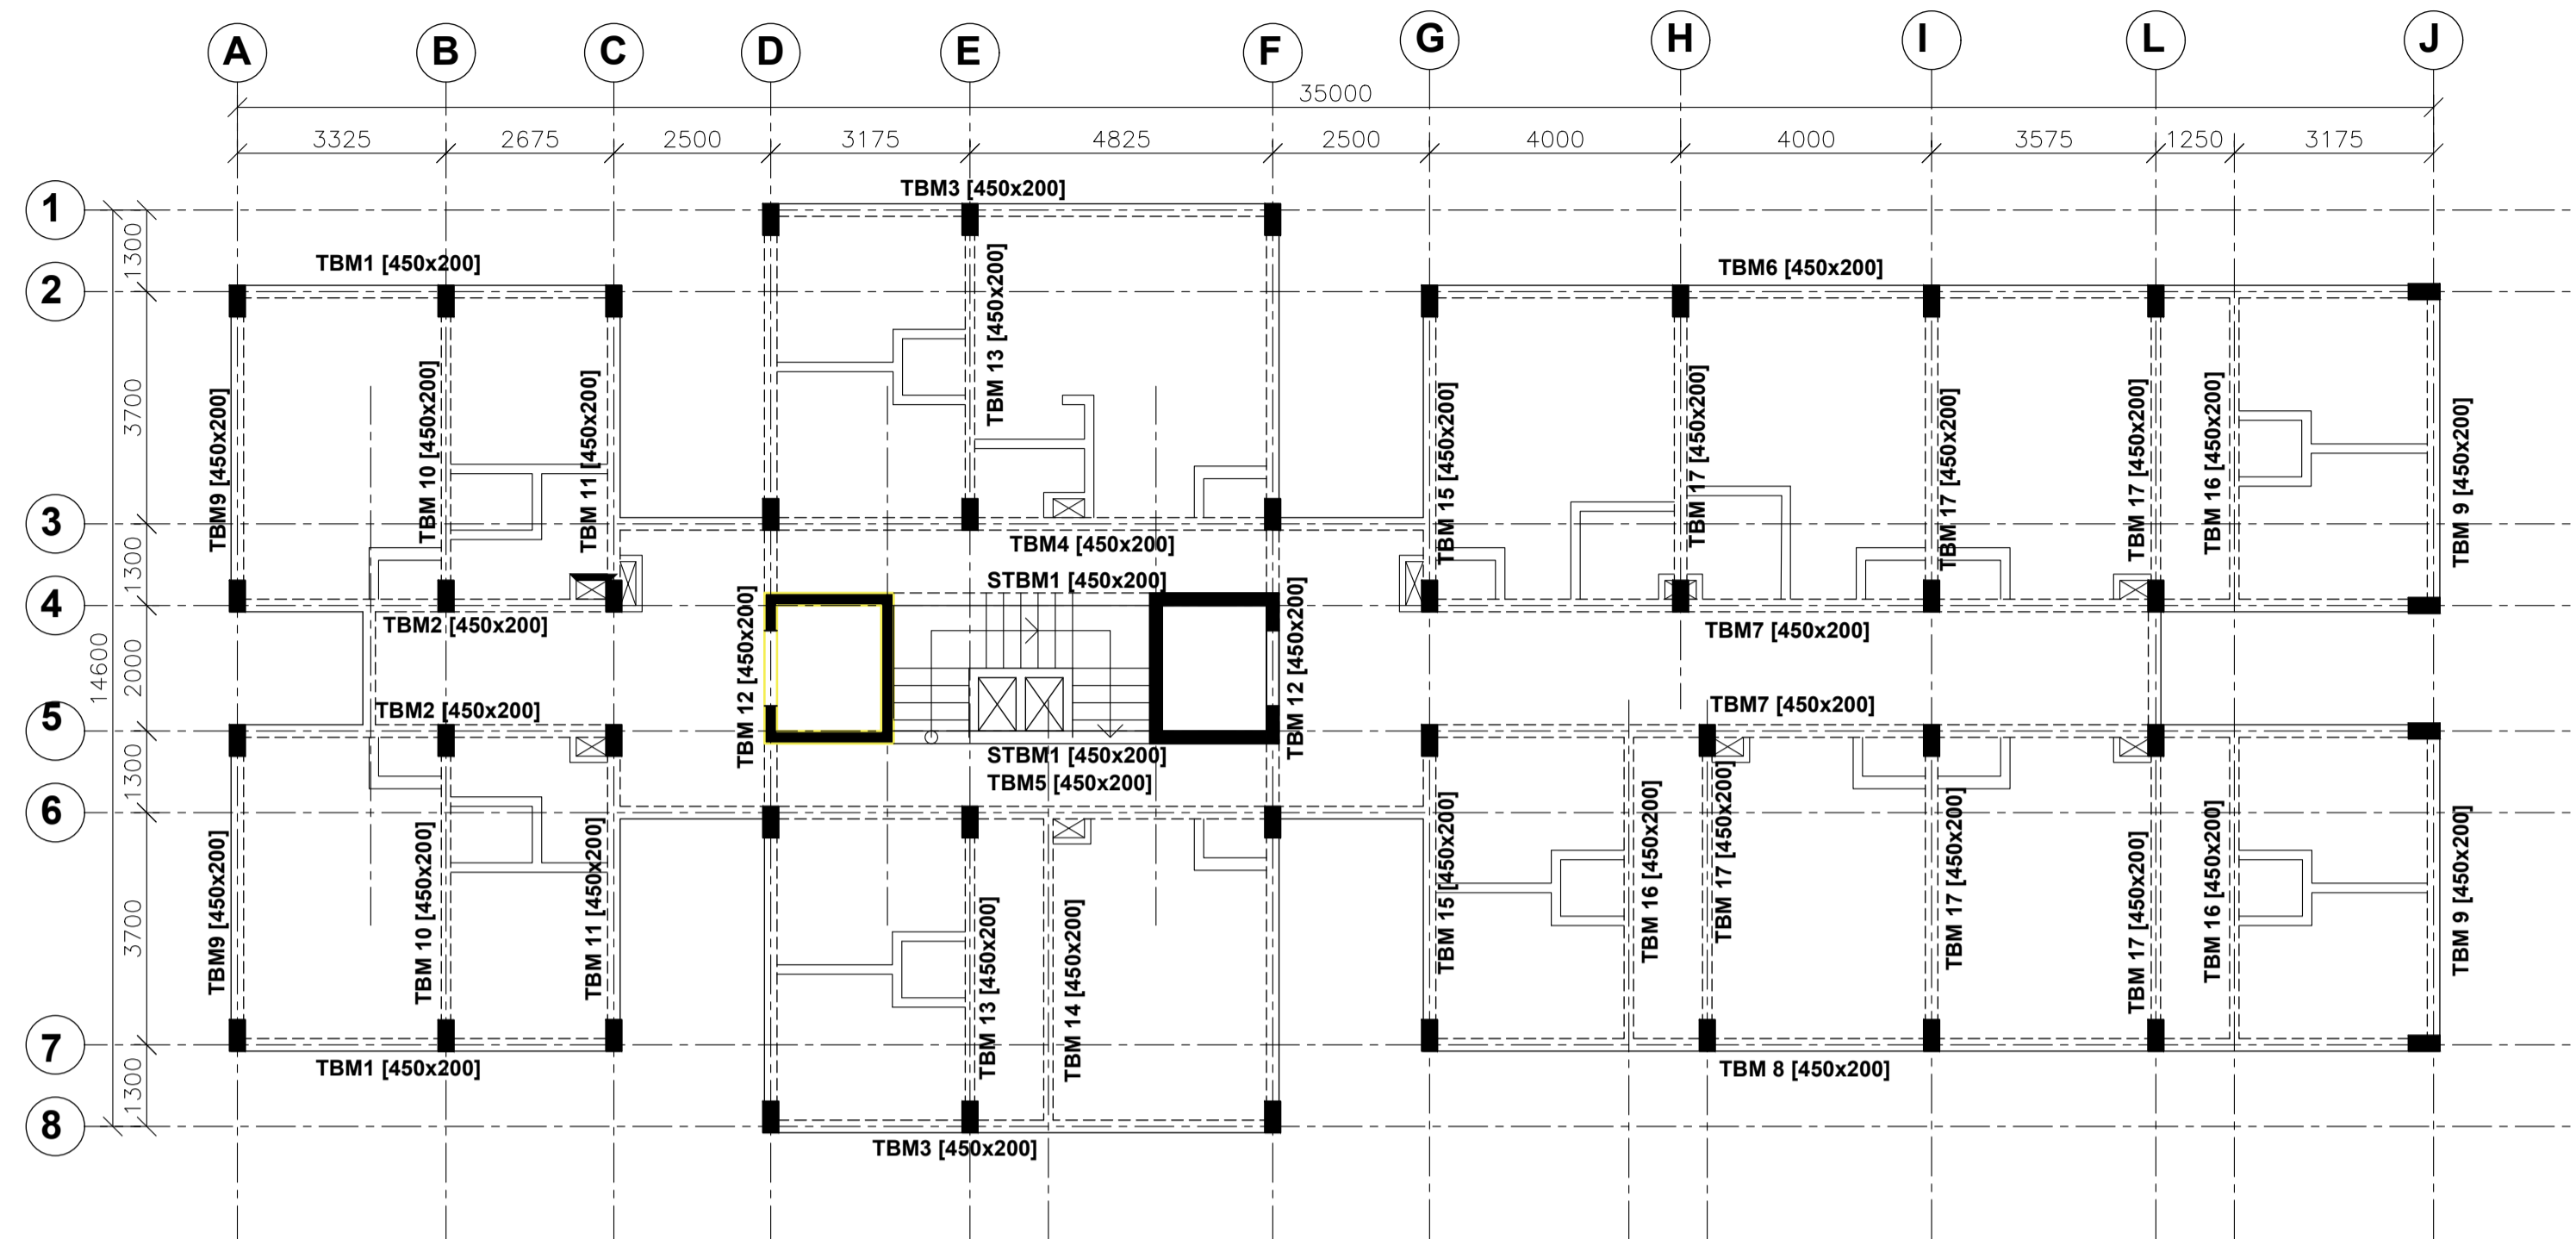 A B C D E F G H I L J
35000
3325 2675 2500 3175 4825 2500 4000 4000 3575 1250 3175
1
TBM3 [450x200]
1300
2
TBM1 [450x200]
TBM6 [450x200]
3700
TBM9 [450x200]
TBM 10 [450x200]
TBM 11 [450x200]
TBM 13 [450x200]
TBM 15 [450x200]
TBM 17 [450x200]
TBM 17 [450x200]
TBM 17 [450x200]
TBM 16 [450x200]
TBM 9 [450x200]
3
TBM4 [450x200]
1300
STBM1 [450x200]
4
TBM2 [450x200]
TBM7 [450x200]
14600
2000
TBM 12 [450x200]
TBM 12 [450x200]
5
TBM2 [450x200]
TBM7 [450x200]
STBM1 [450x200]
1300
TBM5 [450x200]
6
3700
TBM9 [450x200]
TBM 10 [450x200]
TBM 11 [450x200]
TBM 13 [450x200]
TBM 14 [450x200]
TBM 15 [450x200]
TBM 16 [450x200]
TBM 17 [450x200]
TBM 17 [450x200]
TBM 17 [450x200]
TBM 16 [450x200]
TBM 9 [450x200]
7
TBM1 [450x200]
TBM 8 [450x200]
1300
8
TBM3 [450x200]